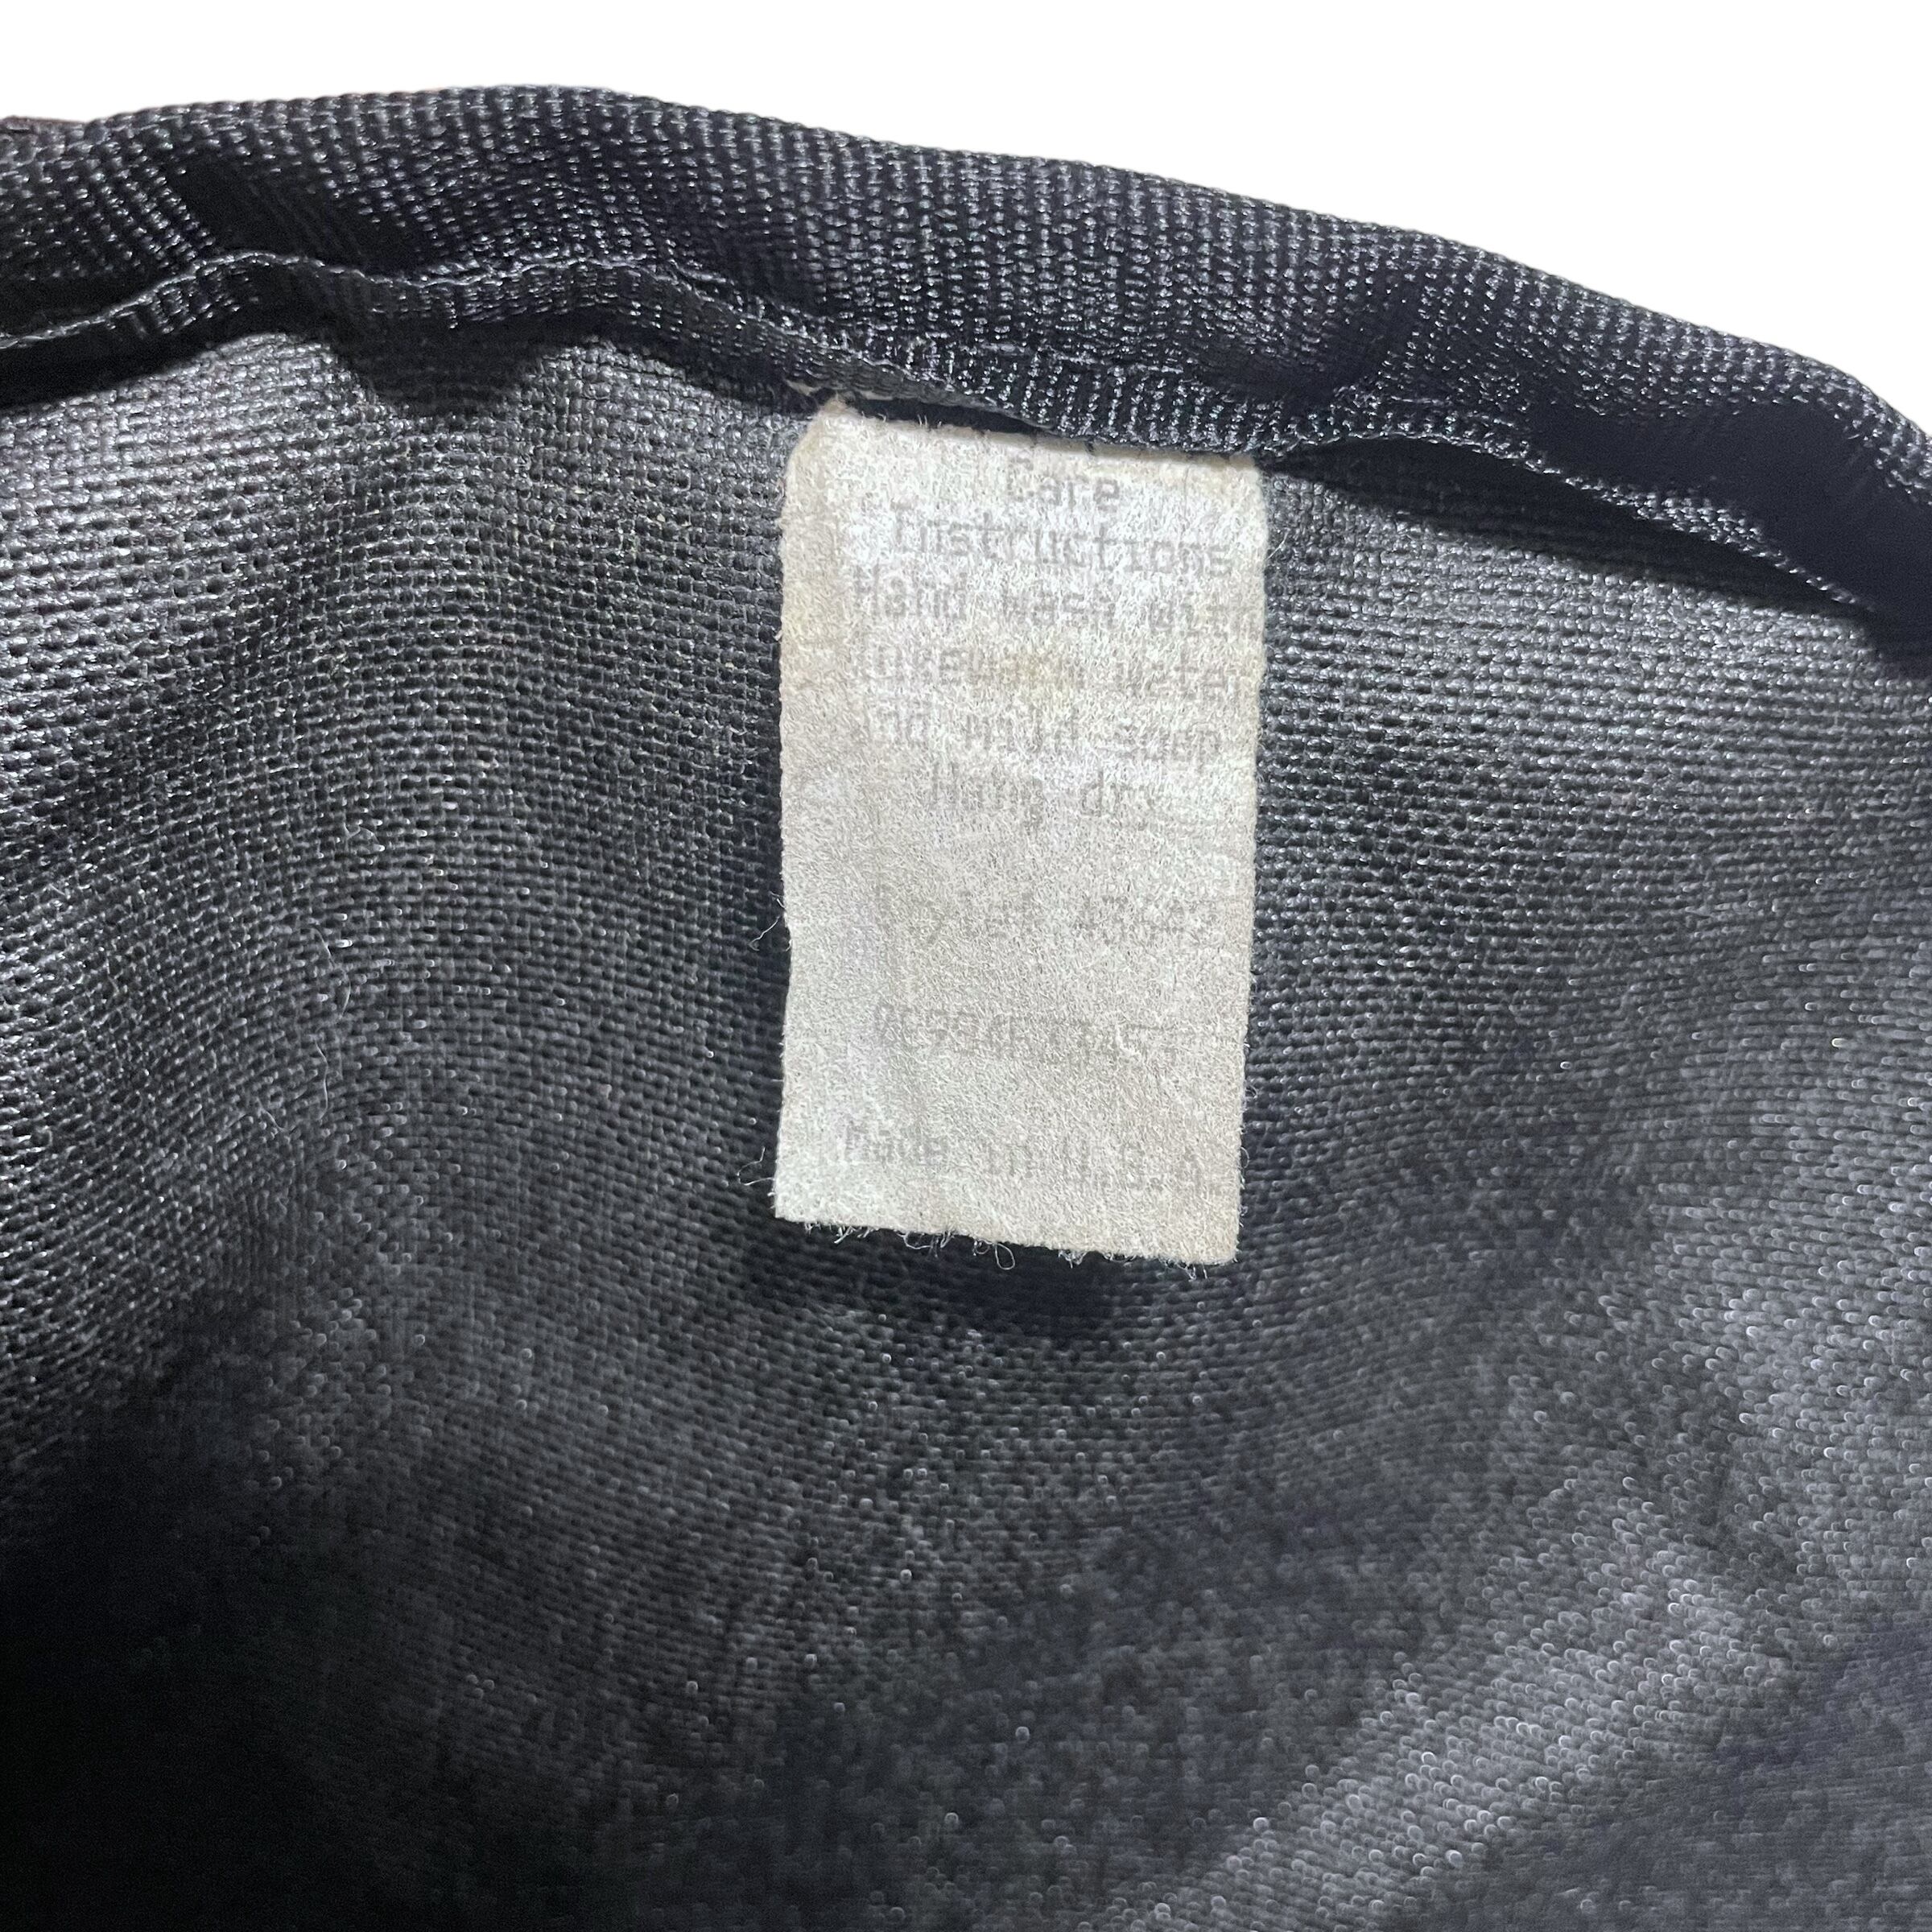 Care
Instructions
Hand wash with
lukewarm water
and mild soap
Hang dry
Made in U.S.A